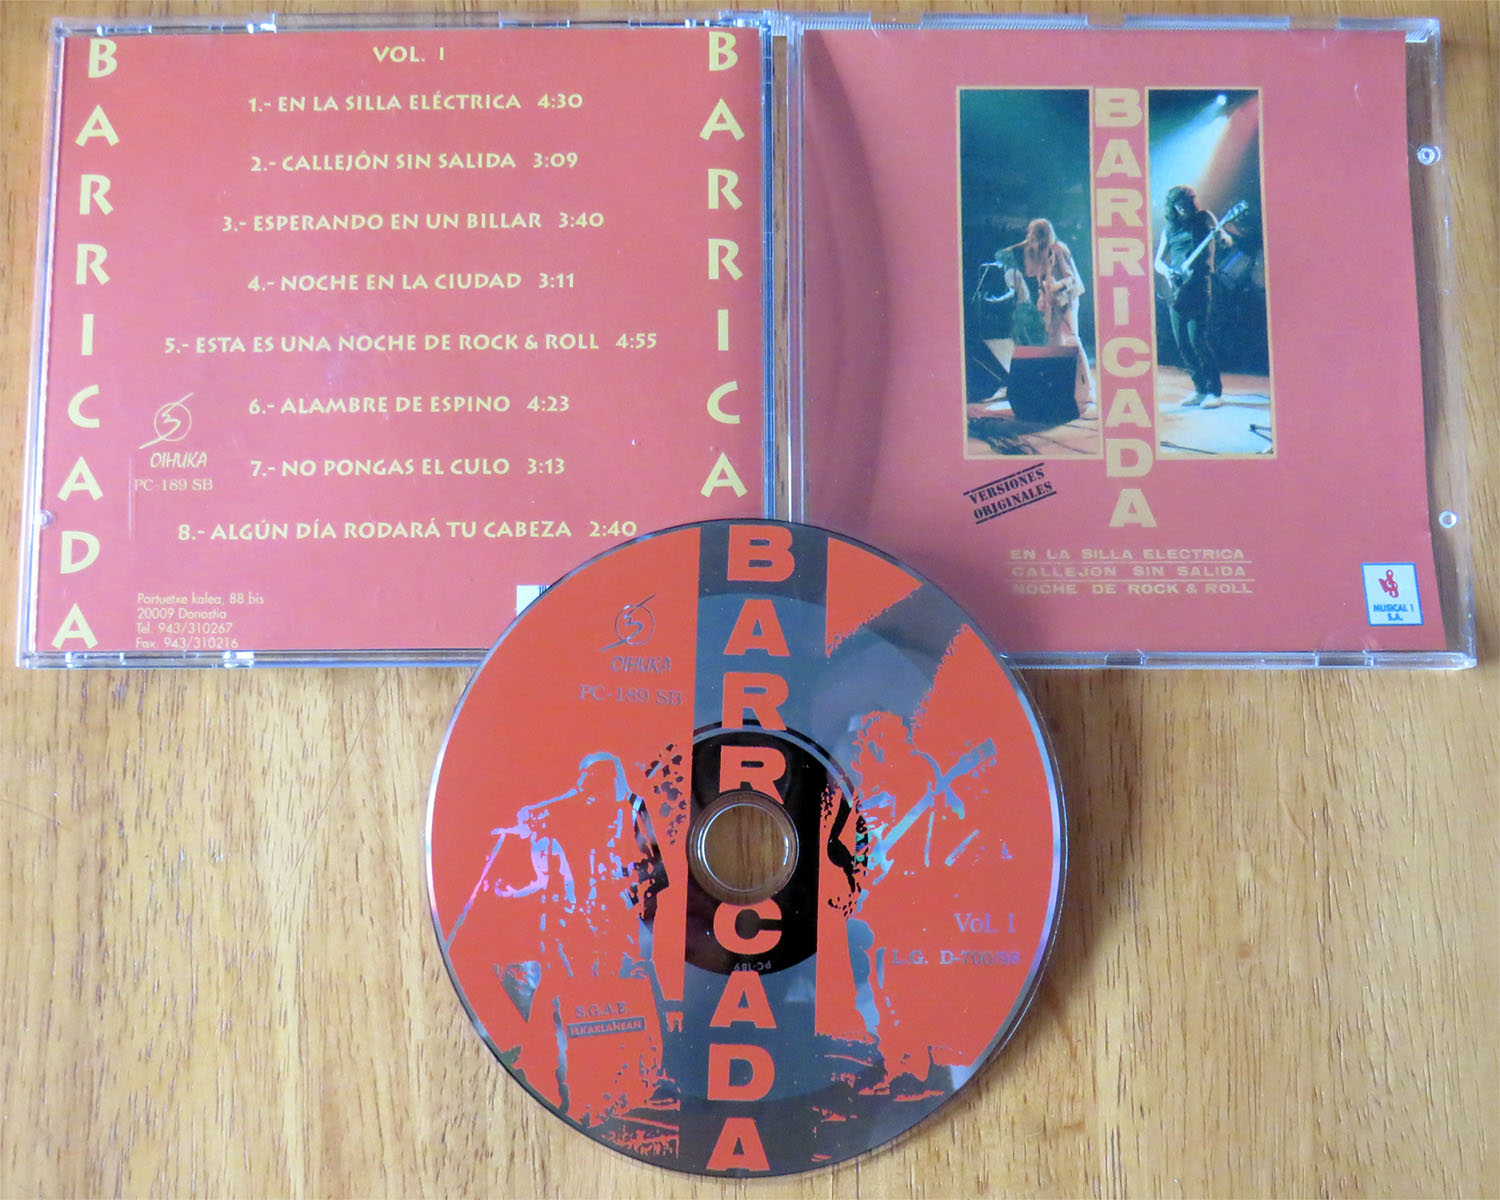 BARRICADA
VOL. I
BARRICADA
1.- EN LA SILLA ELÉCTRICA 4:30
2.- CALLEJÓN SIN SALIDA 3:09
3.- ESPERANDO EN UN BILLAR 3:40
4.- NOCHE EN LA CIUDAD 3:11
5.- ESTA ES UNA NOCHE DE ROCK & ROLL 4:55
6.- ALAMBRE DE ESPINO 4:23
7.- NO PONGAS EL CULO 3:13
8.- ALGÚN DÍA RODARÁ TU CABEZA 2:40
OIHUKA
PC-189 SB
Portuetxe kalea, 88 bis
20009 Donostia
Tel. 943/310267
Fax. 943/310216
BARRICADA
VERSIONES
ORIGINALES
EN LA SILLA ELECTRICA
CALLEJON SIN SALIDA
NOCHE DE ROCK & ROLL
MUSICAL 1
S.A.
BARRICADA
OIHUKA
PC-189 SB
Vol. I
L.G. D-700/98
PC-189
S.G.A.E.
ELKARLANEAN